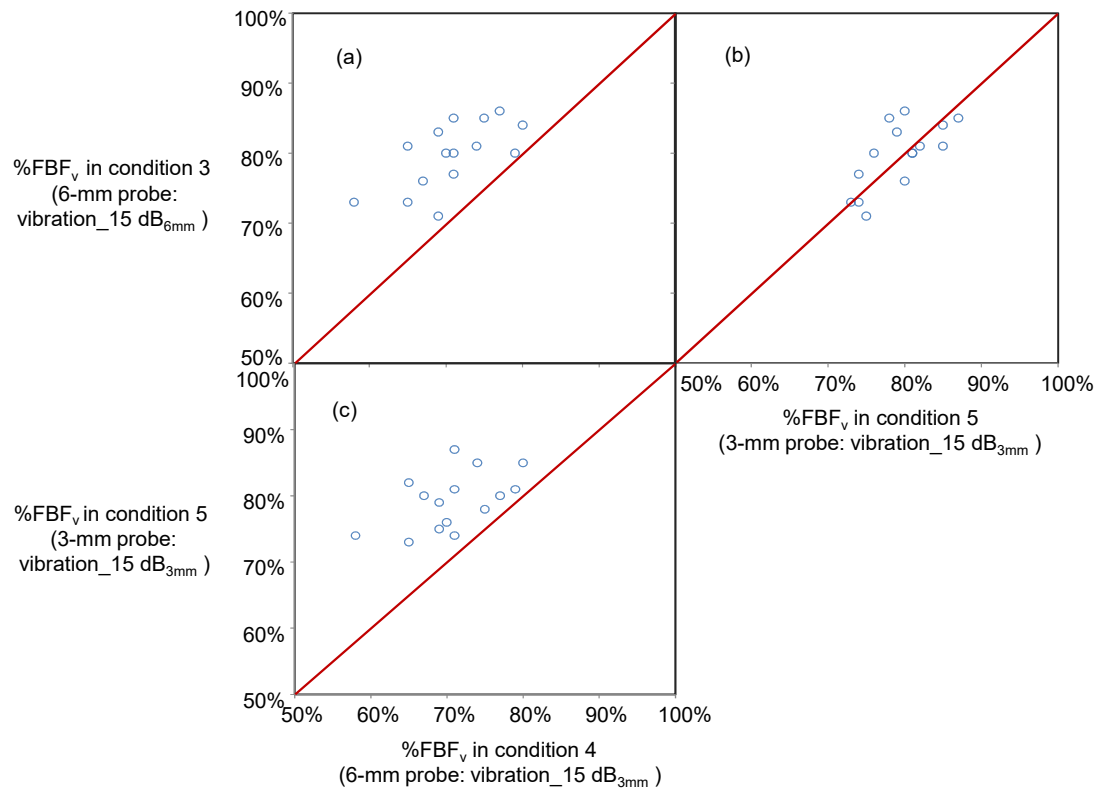 100%
90%
80%
70%
60%
50%
(a)
(b)
%FBFv in condition 3
(6-mm probe:
vibration_15 dB6mm )
50% 60% 70% 80% 90% 100%
%FBFv in condition 5
(3-mm probe: vibration_15 dB3mm )
100%
90%
80%
70%
60%
50%
(c)
%FBFv in condition 5
(3-mm probe:
vibration_15 dB3mm )
50% 60% 70% 80% 90% 100%
%FBFv in condition 4
(6-mm probe: vibration_15 dB3mm )